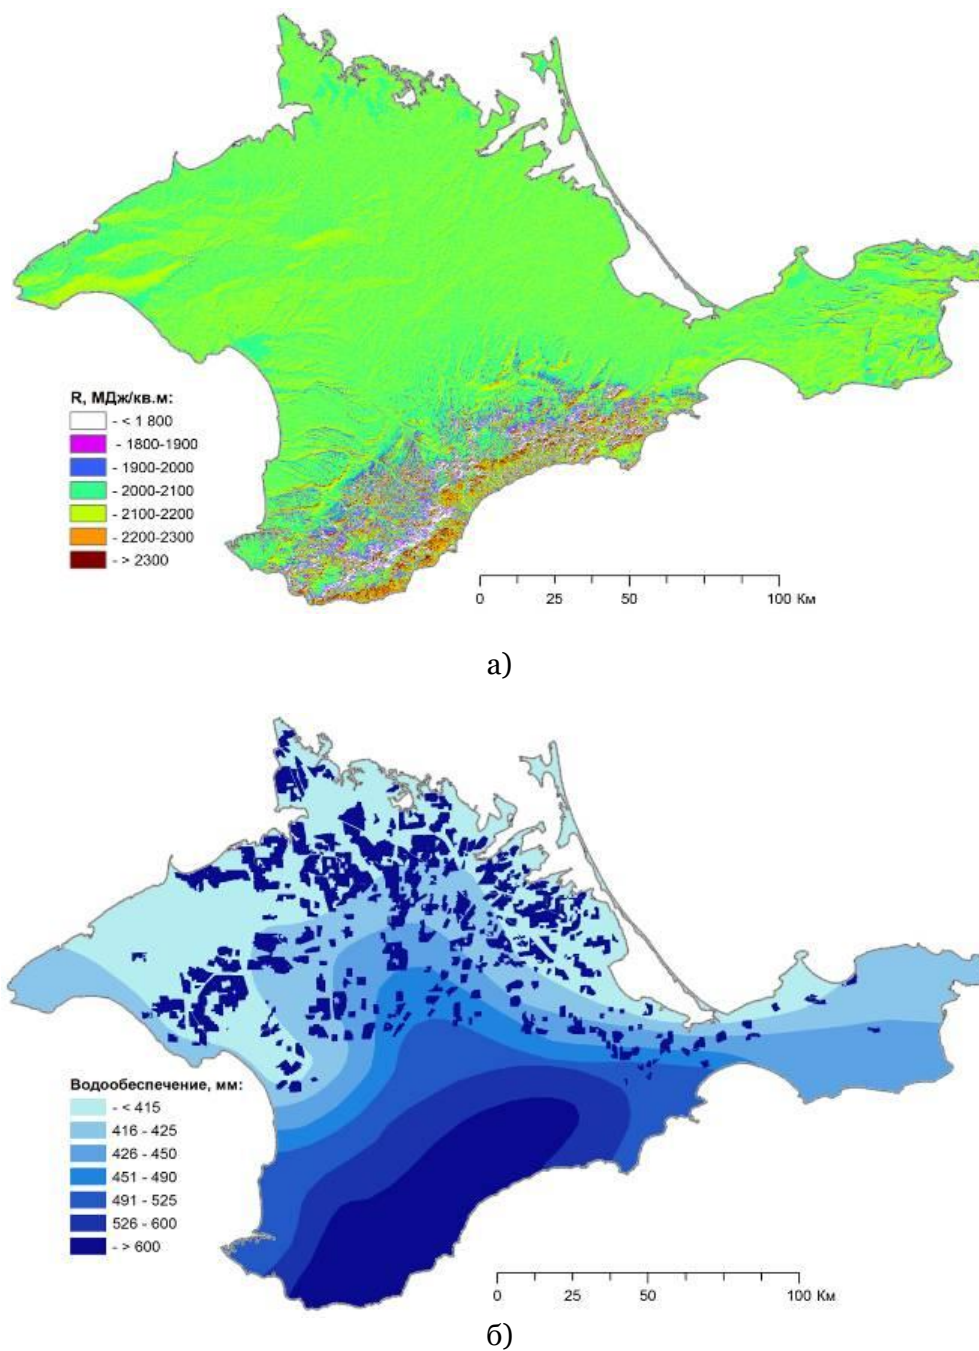 R, МДж/кв.м:
- < 1 800
- 1800-1900
- 1900-2000
- 2000-2100
- 2100-2200
- 2200-2300
- > 2300
0 25 50 100 Км
а)
Водообеспечение, мм:
- < 415
416 - 425
426 - 450
451 - 490
491 - 525
526 - 600
- > 600
0 25 50 100 Км
б)